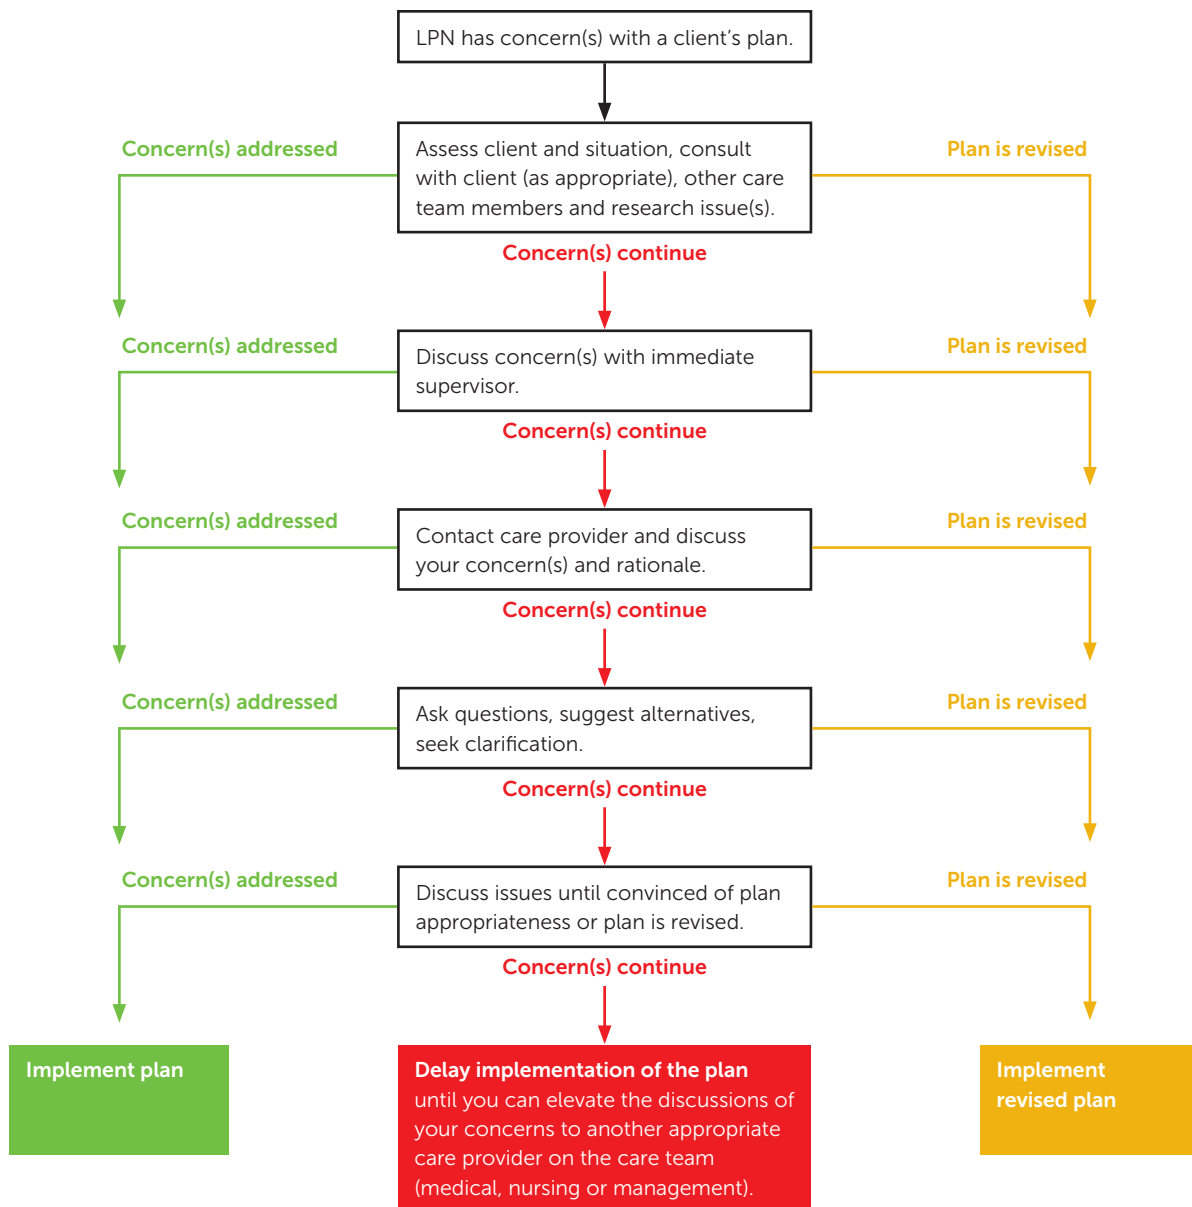 LPN has concern(s) with a client’s plan.
Concern(s) addressed
Assess client and situation, consult
with client (as appropriate), other care
team members and research issue(s).
Plan is revised
Concern(s) continue
Concern(s) addressed
Discuss concern(s) with immediate
supervisor.
Plan is revised
Concern(s) continue
Concern(s) addressed
Contact care provider and discuss
your concern(s) and rationale.
Plan is revised
Concern(s) continue
Concern(s) addressed
Ask questions, suggest alternatives,
seek clarification.
Plan is revised
Concern(s) continue
Concern(s) addressed
Discuss issues until convinced of plan
appropriateness or plan is revised.
Plan is revised
Concern(s) continue
Implement plan
Delay implementation of the plan
until you can elevate the discussions of
your concerns to another appropriate
care provider on the care team
(medical, nursing or management).
Implement
revised plan